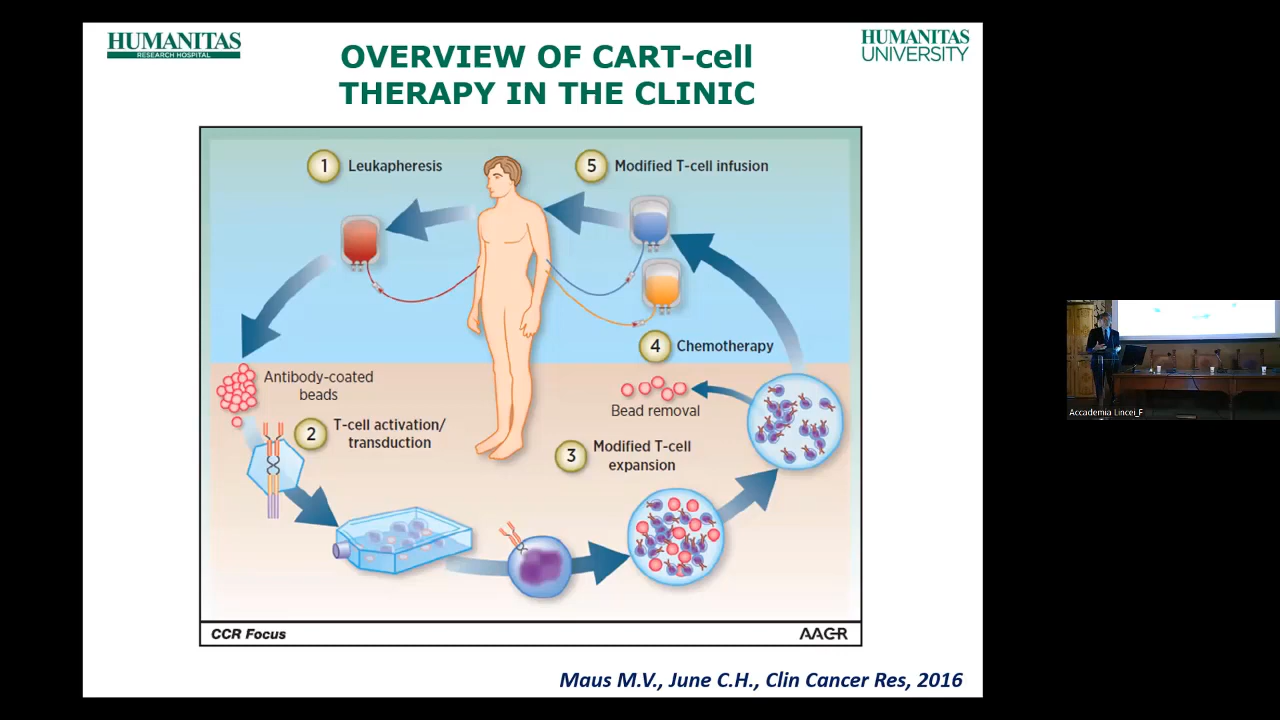 HUMANITAS
RESEARCH HOSPITAL
OVERVIEW OF CART-cell
THERAPY IN THE CLINIC
HUMANITAS
UNIVERSITY
1 Leukapheresis
5 Modified T-cell infusion
4 Chemotherapy
Antibody-coated
beads
2 T-cell activation/
transduction
Bead removal
3 Modified T-cell
expansion
CCR Focus
AACR
Maus M.V., June C.H., Clin Cancer Res, 2016
Accademia Lincei_F